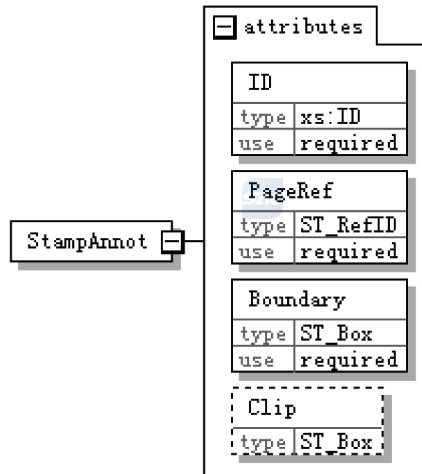 attributes
ID
type xs:ID
use required
PageRef
type ST_RefID
use required
StampAnnot
Boundary
type ST_Box
use required
Clip
type ST_Box